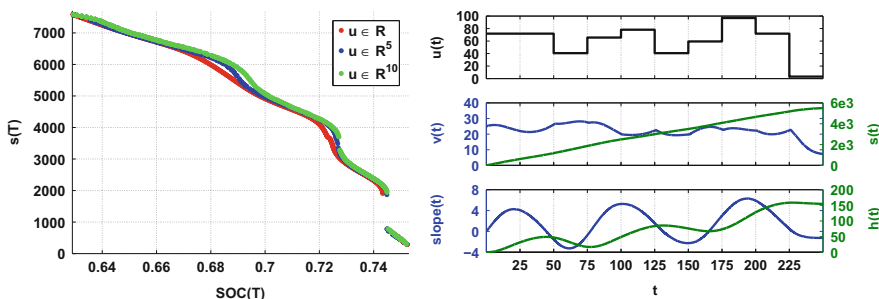 7000
6000
5000
4000
3000
2000
1000
0
s(T)
0.64 0.66 0.68 0.7 0.72 0.74
SOC(T)
u ∈ R
u ∈ R⁵
u ∈ R¹⁰
100
80
60
40
20
0
u(t)
40
30
20
10
0
v(t)
6e3
4e3
2e3
0
s(t)
8
4
0
−4
slope(t)
200
150
100
50
0
h(t)
25 50 75 100 125 150 175 200 225
t